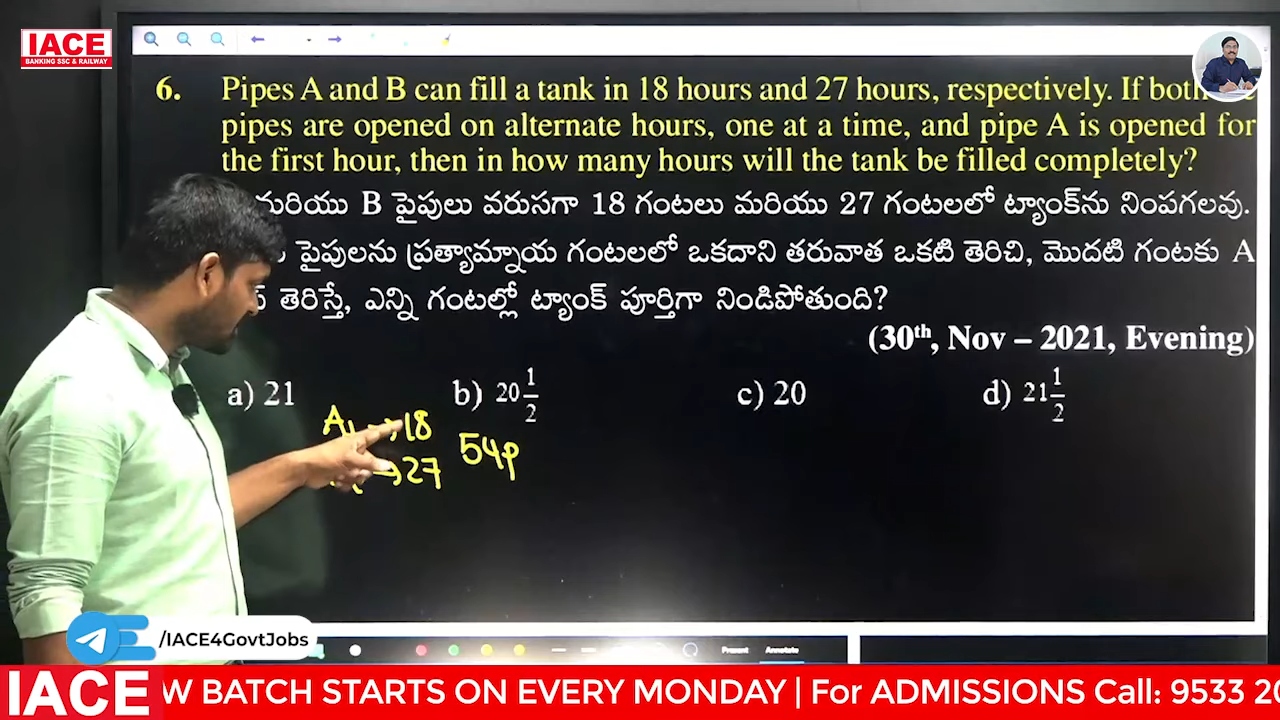 IACE
BANKING SSC & RAILWAY
6. Pipes A and B can fill a tank in 18 hours and 27 hours, respectively. If both
pipes are opened on alternate hours, one at a time, and pipe A is opened for
the first hour, then in how many hours will the tank be filled completely?
మరియు B పైపులు వరుసగా 18 గంటలు మరియు 27 గంటలలో ట్యాంక్‌ను నింపగలవు.
పైపులను ప్రత్యామ్నాయ గంటలలో ఒకదాని తరువాత ఒకటి తెరిచి, మొదటి గంటకు A
తెరిస్తే, ఎన్ని గంటల్లో ట్యాంక్ పూర్తిగా నిండిపోతుంది?
(30th, Nov – 2021, Evening)
a) 21 b) 20 1/2 c) 20 d) 21 1/2
A 18
→27 54p
/IACE4GovtJobs
Present Annotate
IACE W BATCH STARTS ON EVERY MONDAY | For ADMISSIONS Call: 9533 20